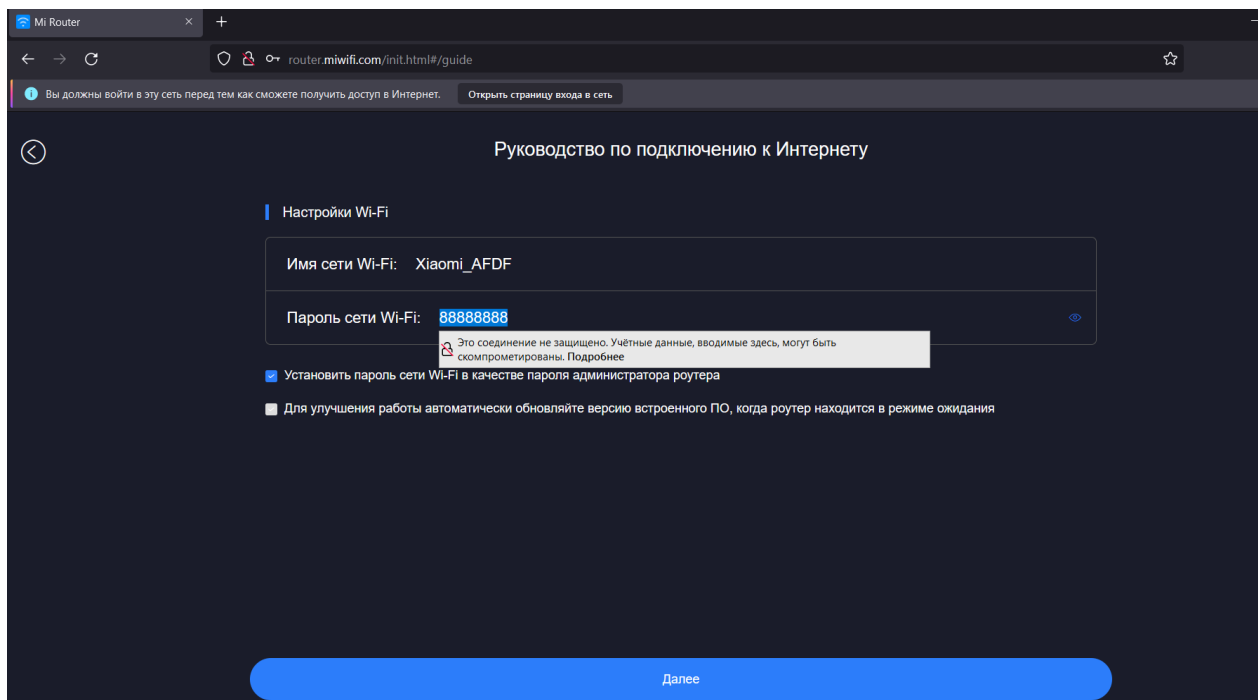 Mi Router
router.miwifi.com/init.html#/guide
Вы должны войти в эту сеть перед тем как сможете получить доступ в Интернет. Открыть страницу входа в сеть
Руководство по подключению к Интернету
Настройки Wi-Fi
Имя сети Wi-Fi: Xiaomi_AFDF
Пароль сети Wi-Fi: 88888888
Это соединение не защищено. Учётные данные, вводимые здесь, могут быть
скомпрометированы. Подробнее
Установить пароль сети Wi-Fi в качестве пароля администратора роутера
Для улучшения работы автоматически обновляйте версию встроенного ПО, когда роутер находится в режиме ожидания
Далее